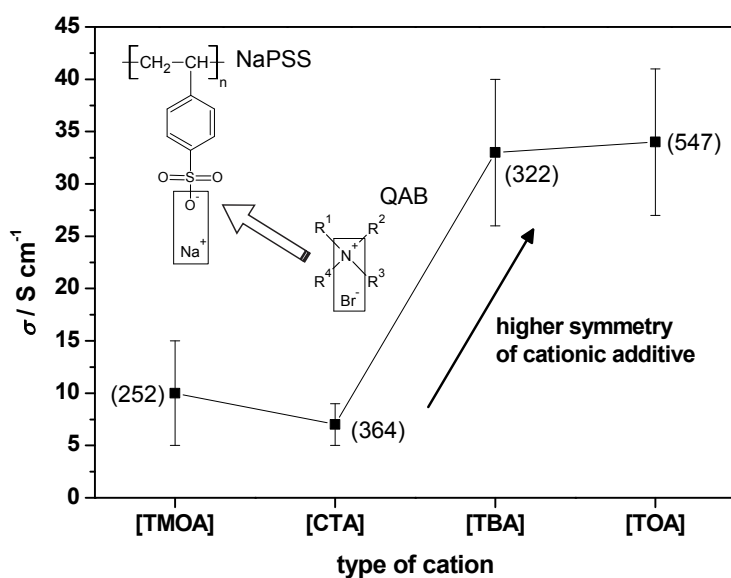 45
40
35
30
25
20
15
10
5
0
σ / S cm⁻¹
[TMOA]
[CTA]
[TBA]
[TOA]
type of cation
CH₂
CH
n
NaPSS
O=S=O
O⁻
Na⁺
QAB
R¹
R²
N⁺
R⁴
R³
Br⁻
(252)
(364)
(322)
(547)
higher symmetry
of cationic additive